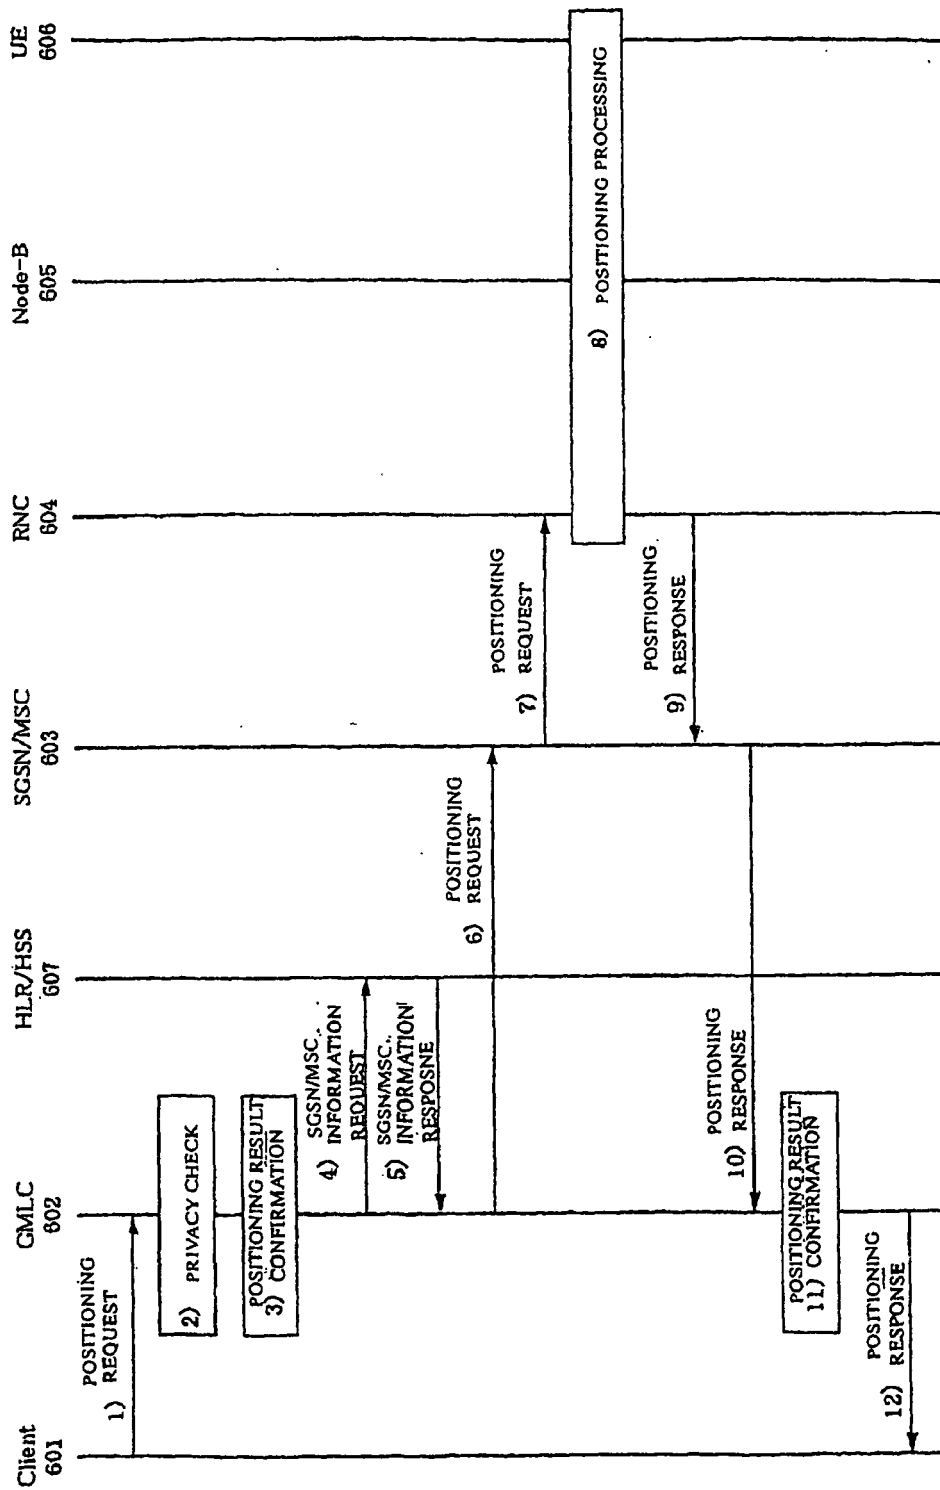 Client
601
GMLC
602
HLR/HSS
607
SGSN/MSC
603
RNC
604
Node-B
605
UE
606
1) POSITIONING
REQUEST
2) PRIVACY CHECK
POSITIONING RESULT
3) CONFIRMATION
SGSN/MSC
4) INFORMATION
REQUEST
SGSN/MSC
5) INFORMATION
RESPOSNE
POSITIONING
6) REQUEST
POSITIONING
7) REQUEST
8) POSITIONING PROCESSING
POSITIONING
9) RESPONSE
POSITIONING
10) RESPONSE
POSITIONING RESULT
11) CONFIRMATION
POSITIONING
12) RESPONSE